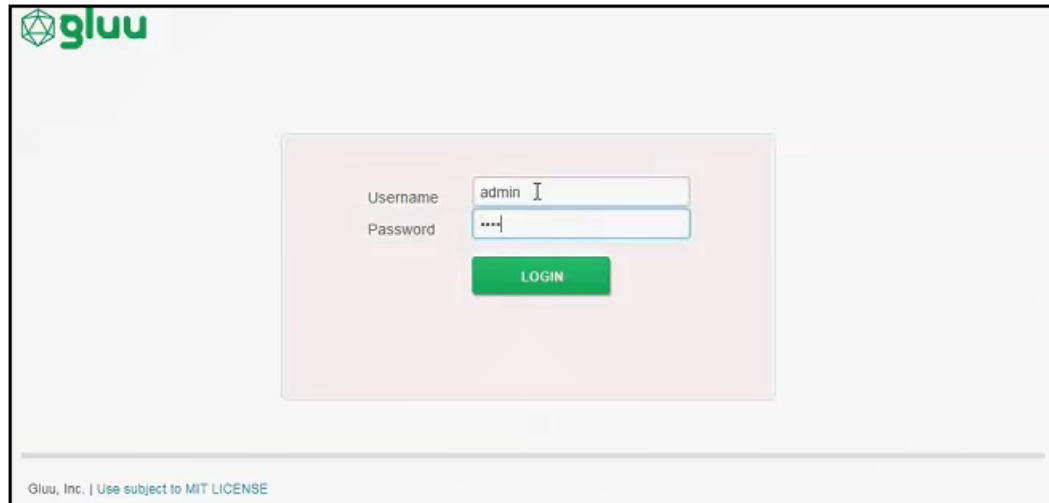 gluu
Username admin
Password ····
LOGIN
Gluu, Inc. | Use subject to MIT LICENSE